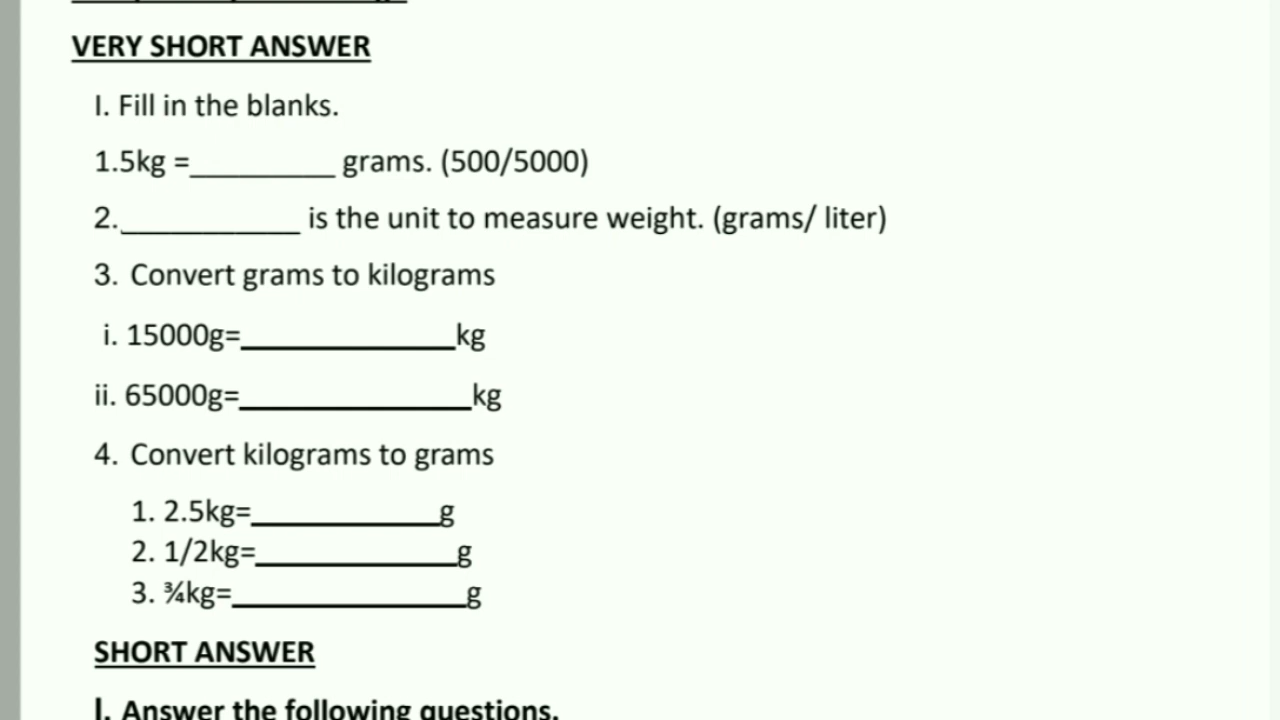 VERY SHORT ANSWER
I. Fill in the blanks.
1.5kg =_________ grams. (500/5000)
2.___________ is the unit to measure weight. (grams/ liter)
3. Convert grams to kilograms
i. 15000g=_____________kg
ii. 65000g=______________kg
4. Convert kilograms to grams
1. 2.5kg=___________g
2. 1/2kg=____________g
3. ¾kg=______________g
SHORT ANSWER
I. Answer the following questions.